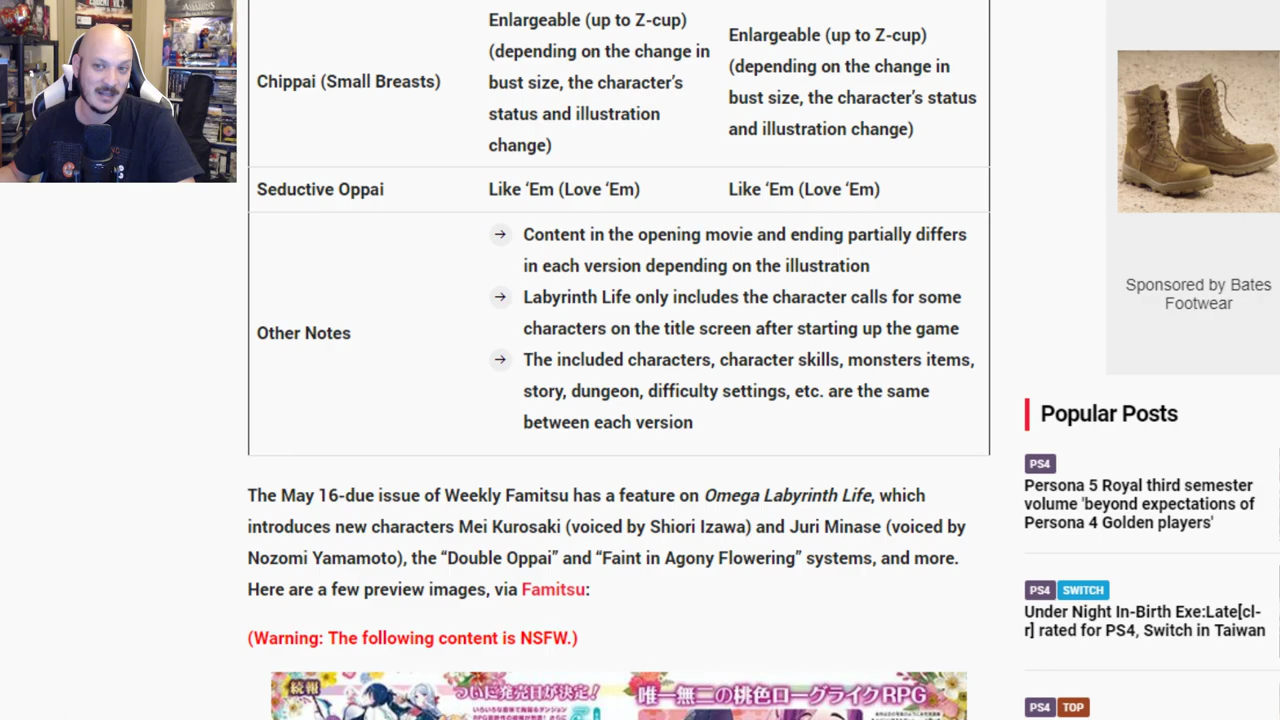 Chippai (Small Breasts)
Enlargeable (up to Z-cup)
(depending on the change in
bust size, the character's
status and illustration
change)
Enlargeable (up to Z-cup)
(depending on the change in
bust size, the character's status
and illustration change)
Seductive Oppai
Like 'Em (Love 'Em)
Like 'Em (Love 'Em)
Other Notes
→ Content in the opening movie and ending partially differs
in each version depending on the illustration
→ Labyrinth Life only includes the character calls for some
characters on the title screen after starting up the game
→ The included characters, character skills, monsters items,
story, dungeon, difficulty settings, etc. are the same
between each version
The May 16-due issue of Weekly Famitsu has a feature on Omega Labyrinth Life, which
introduces new characters Mei Kurosaki (voiced by Shiori Izawa) and Juri Minase (voiced by
Nozomi Yamamoto), the “Double Oppai” and “Faint in Agony Flowering” systems, and more.
Here are a few preview images, via Famitsu:
(Warning: The following content is NSFW.)
続報
ついに発売日が決定!
唯一無二の桃色ローグライクRPG
Sponsored by Bates
Footwear
Popular Posts
PS4
Persona 5 Royal third semester
volume 'beyond expectations of
Persona 4 Golden players'
PS4 SWITCH
Under Night In-Birth Exe:Late[cl-
r] rated for PS4, Switch in Taiwan
PS4 TOP